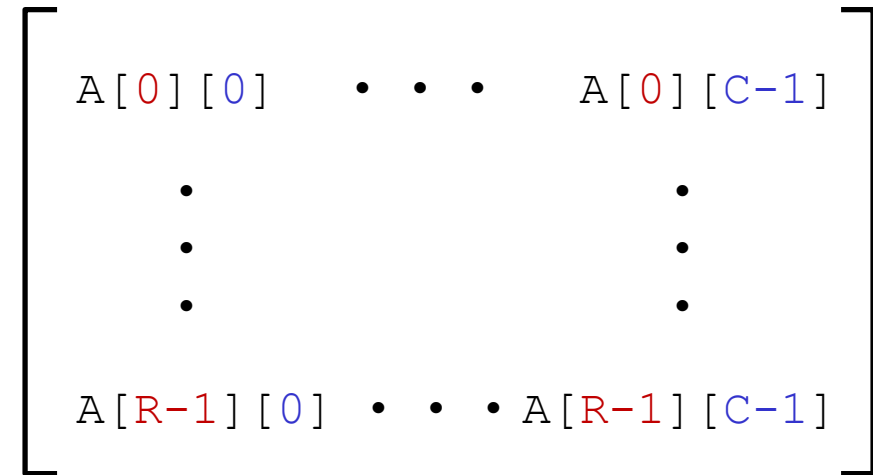 A[0][0] • • • A[0][C-1]
• •
• •
• •
A[R-1][0] • • • A[R-1][C-1]